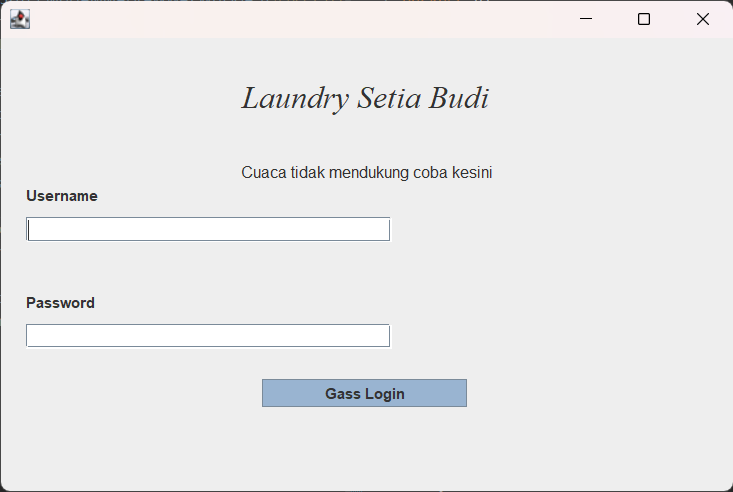 Laundry Setia Budi
Cuaca tidak mendukung coba kesini
Username
Password
Gass Login